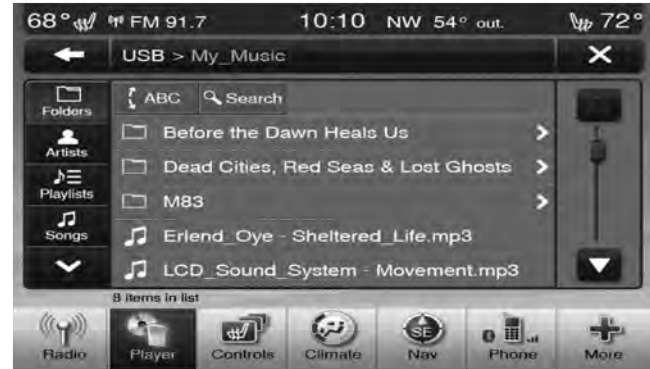 68° FM 91.7 10:10 NW 54° out. 72°
USB > My_Music
Folders
Artists
Playlists
Songs
ABC Search
Before the Dawn Heals Us
Dead Cities, Red Seas & Lost Ghosts
M83
Erlend_Oye - Sheltered_Life.mp3
LCD_Sound_System - Movement.mp3
8 items in list
SE
Radio Player Controls Climate Nav Phone More